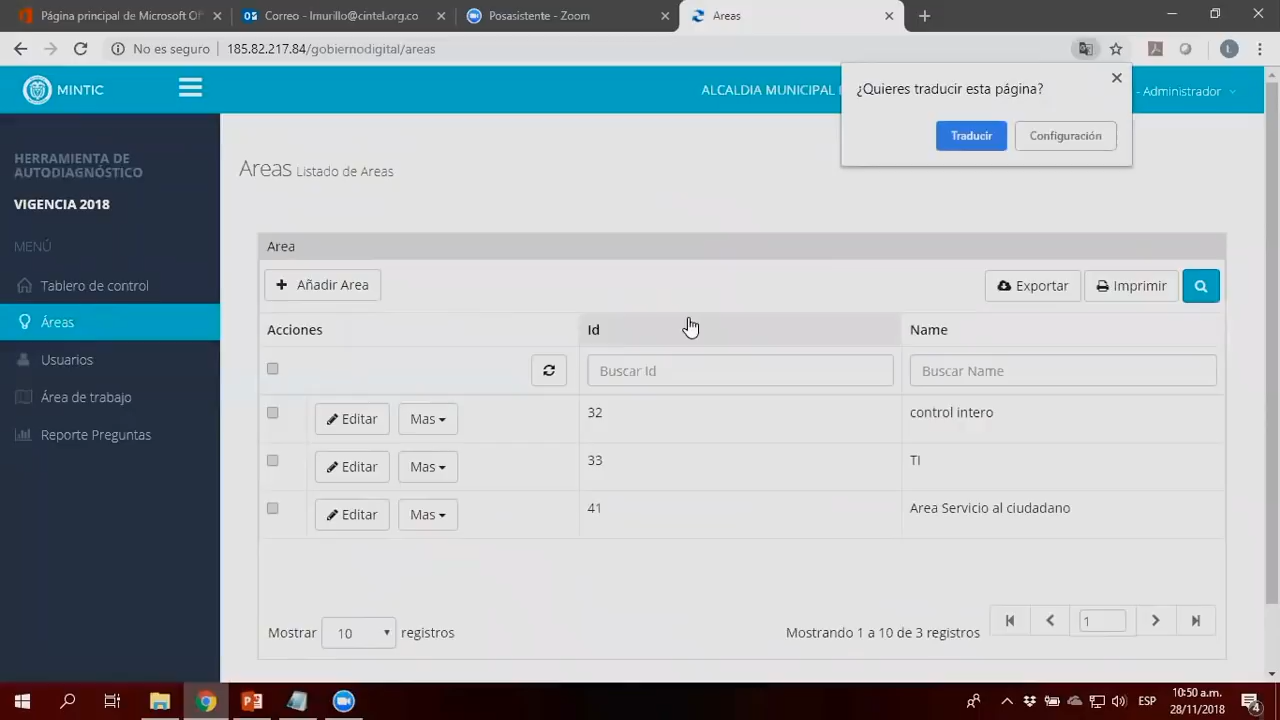 Página principal de Microsoft Of
Correo - lmurillo@cintel.org.co
Posasistente - Zoom
Areas
No es seguro
185.82.217.84/gobiernodigital/areas
L
MINTIC
ALCALDIA MUNICIPAL
- Administrador
¿Quieres traducir esta página?
Traducir
Configuración
HERRAMIENTA DE
AUTODIAGNÓSTICO
VIGENCIA 2018
MENÚ
Tablero de control
Áreas
Usuarios
Área de trabajo
Reporte Preguntas
Areas Listado de Areas
Area
Añadir Area
Exportar
Imprimir
Acciones
Id
Name
Buscar Id
Buscar Name
Editar
Mas
32
control intero
Editar
Mas
33
TI
Editar
Mas
41
Area Servicio al ciudadano
Mostrar 10 registros
Mostrando 1 a 10 de 3 registros
1
ESP
10:50 a.m.
28/11/2018
4